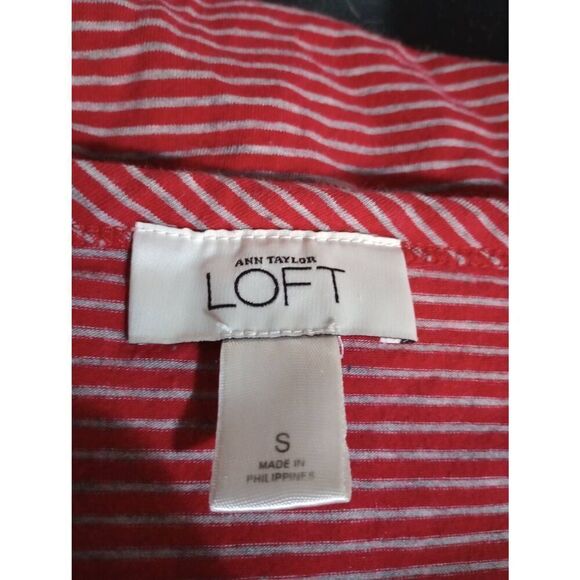 ANN TAYLOR
LOFT
S
MADE IN
PHILIPPINES